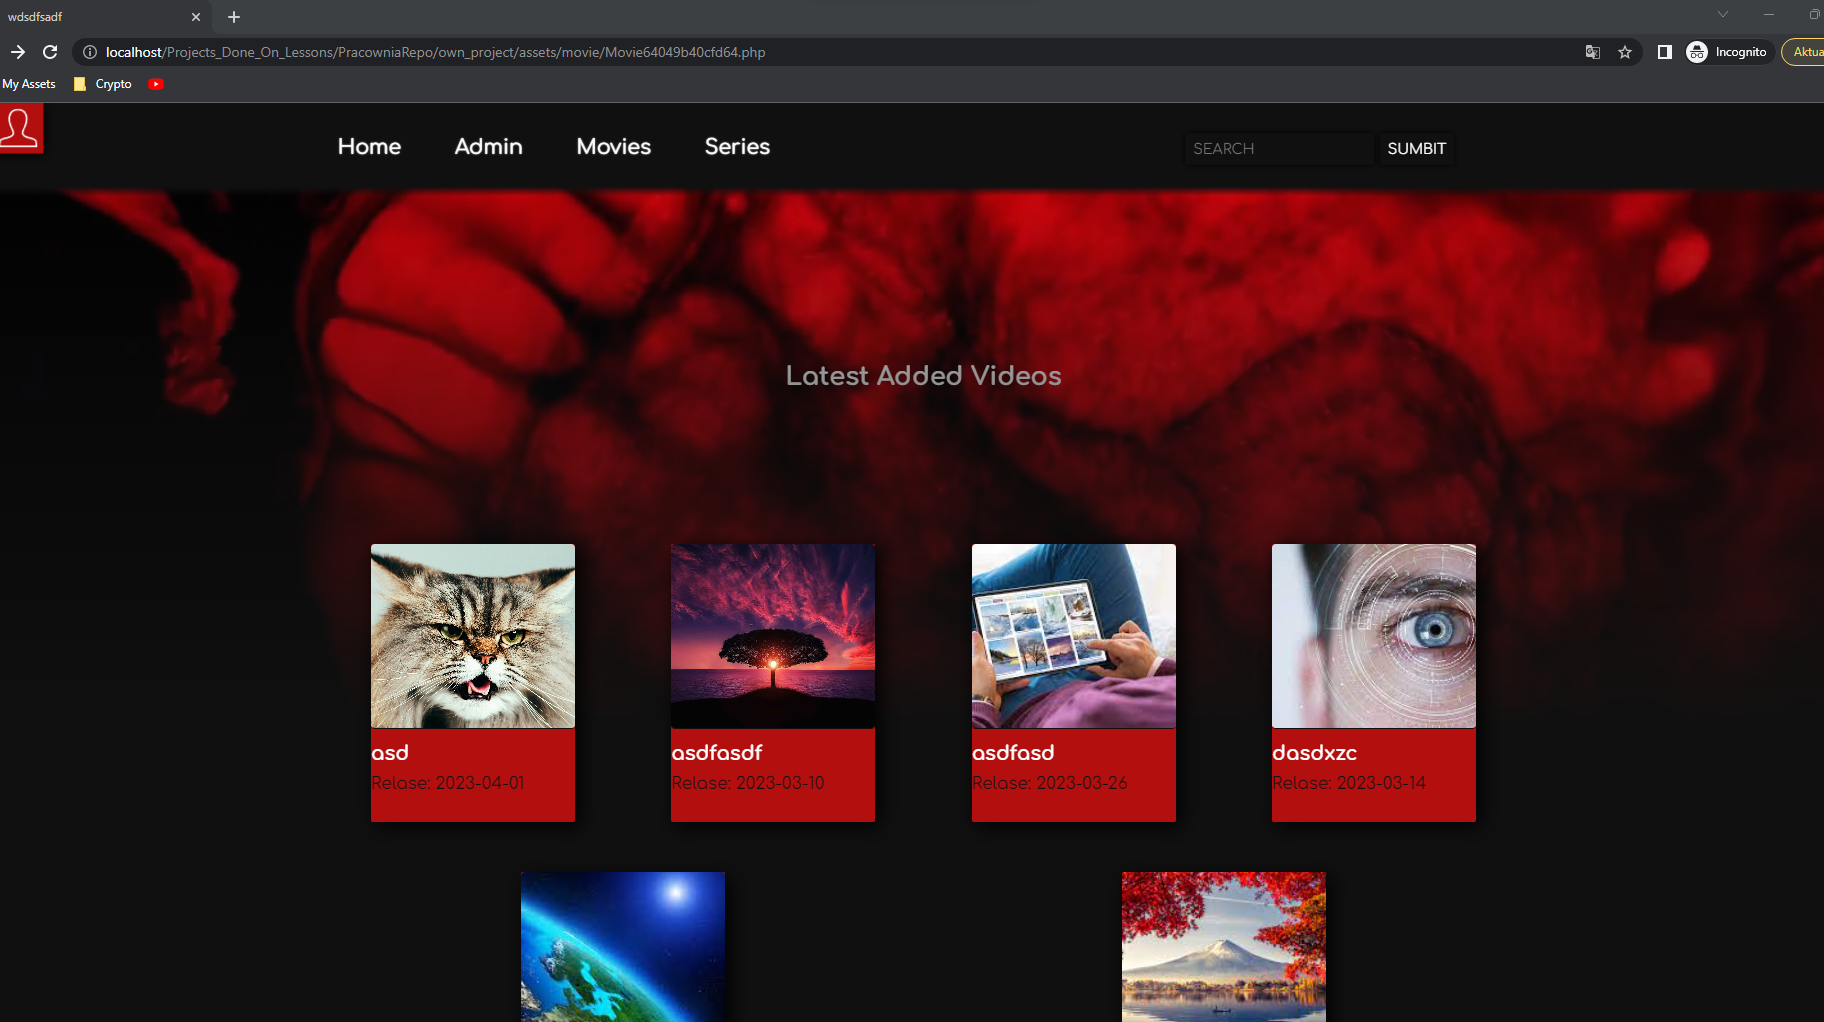 wdsdfsadf
localhost/Projects_Done_On_Lessons/PracowniaRepo/own_project/assets/movie/Movie64049b40cfd64.php
Incognito
Aktua
My Assets
Crypto
Home
Admin
Movies
Series
SEARCH
SUMBIT
Latest Added Videos
asd
Relase: 2023-04-01
asdfasdf
Relase: 2023-03-10
asdfasd
Relase: 2023-03-26
dasdxzc
Relase: 2023-03-14